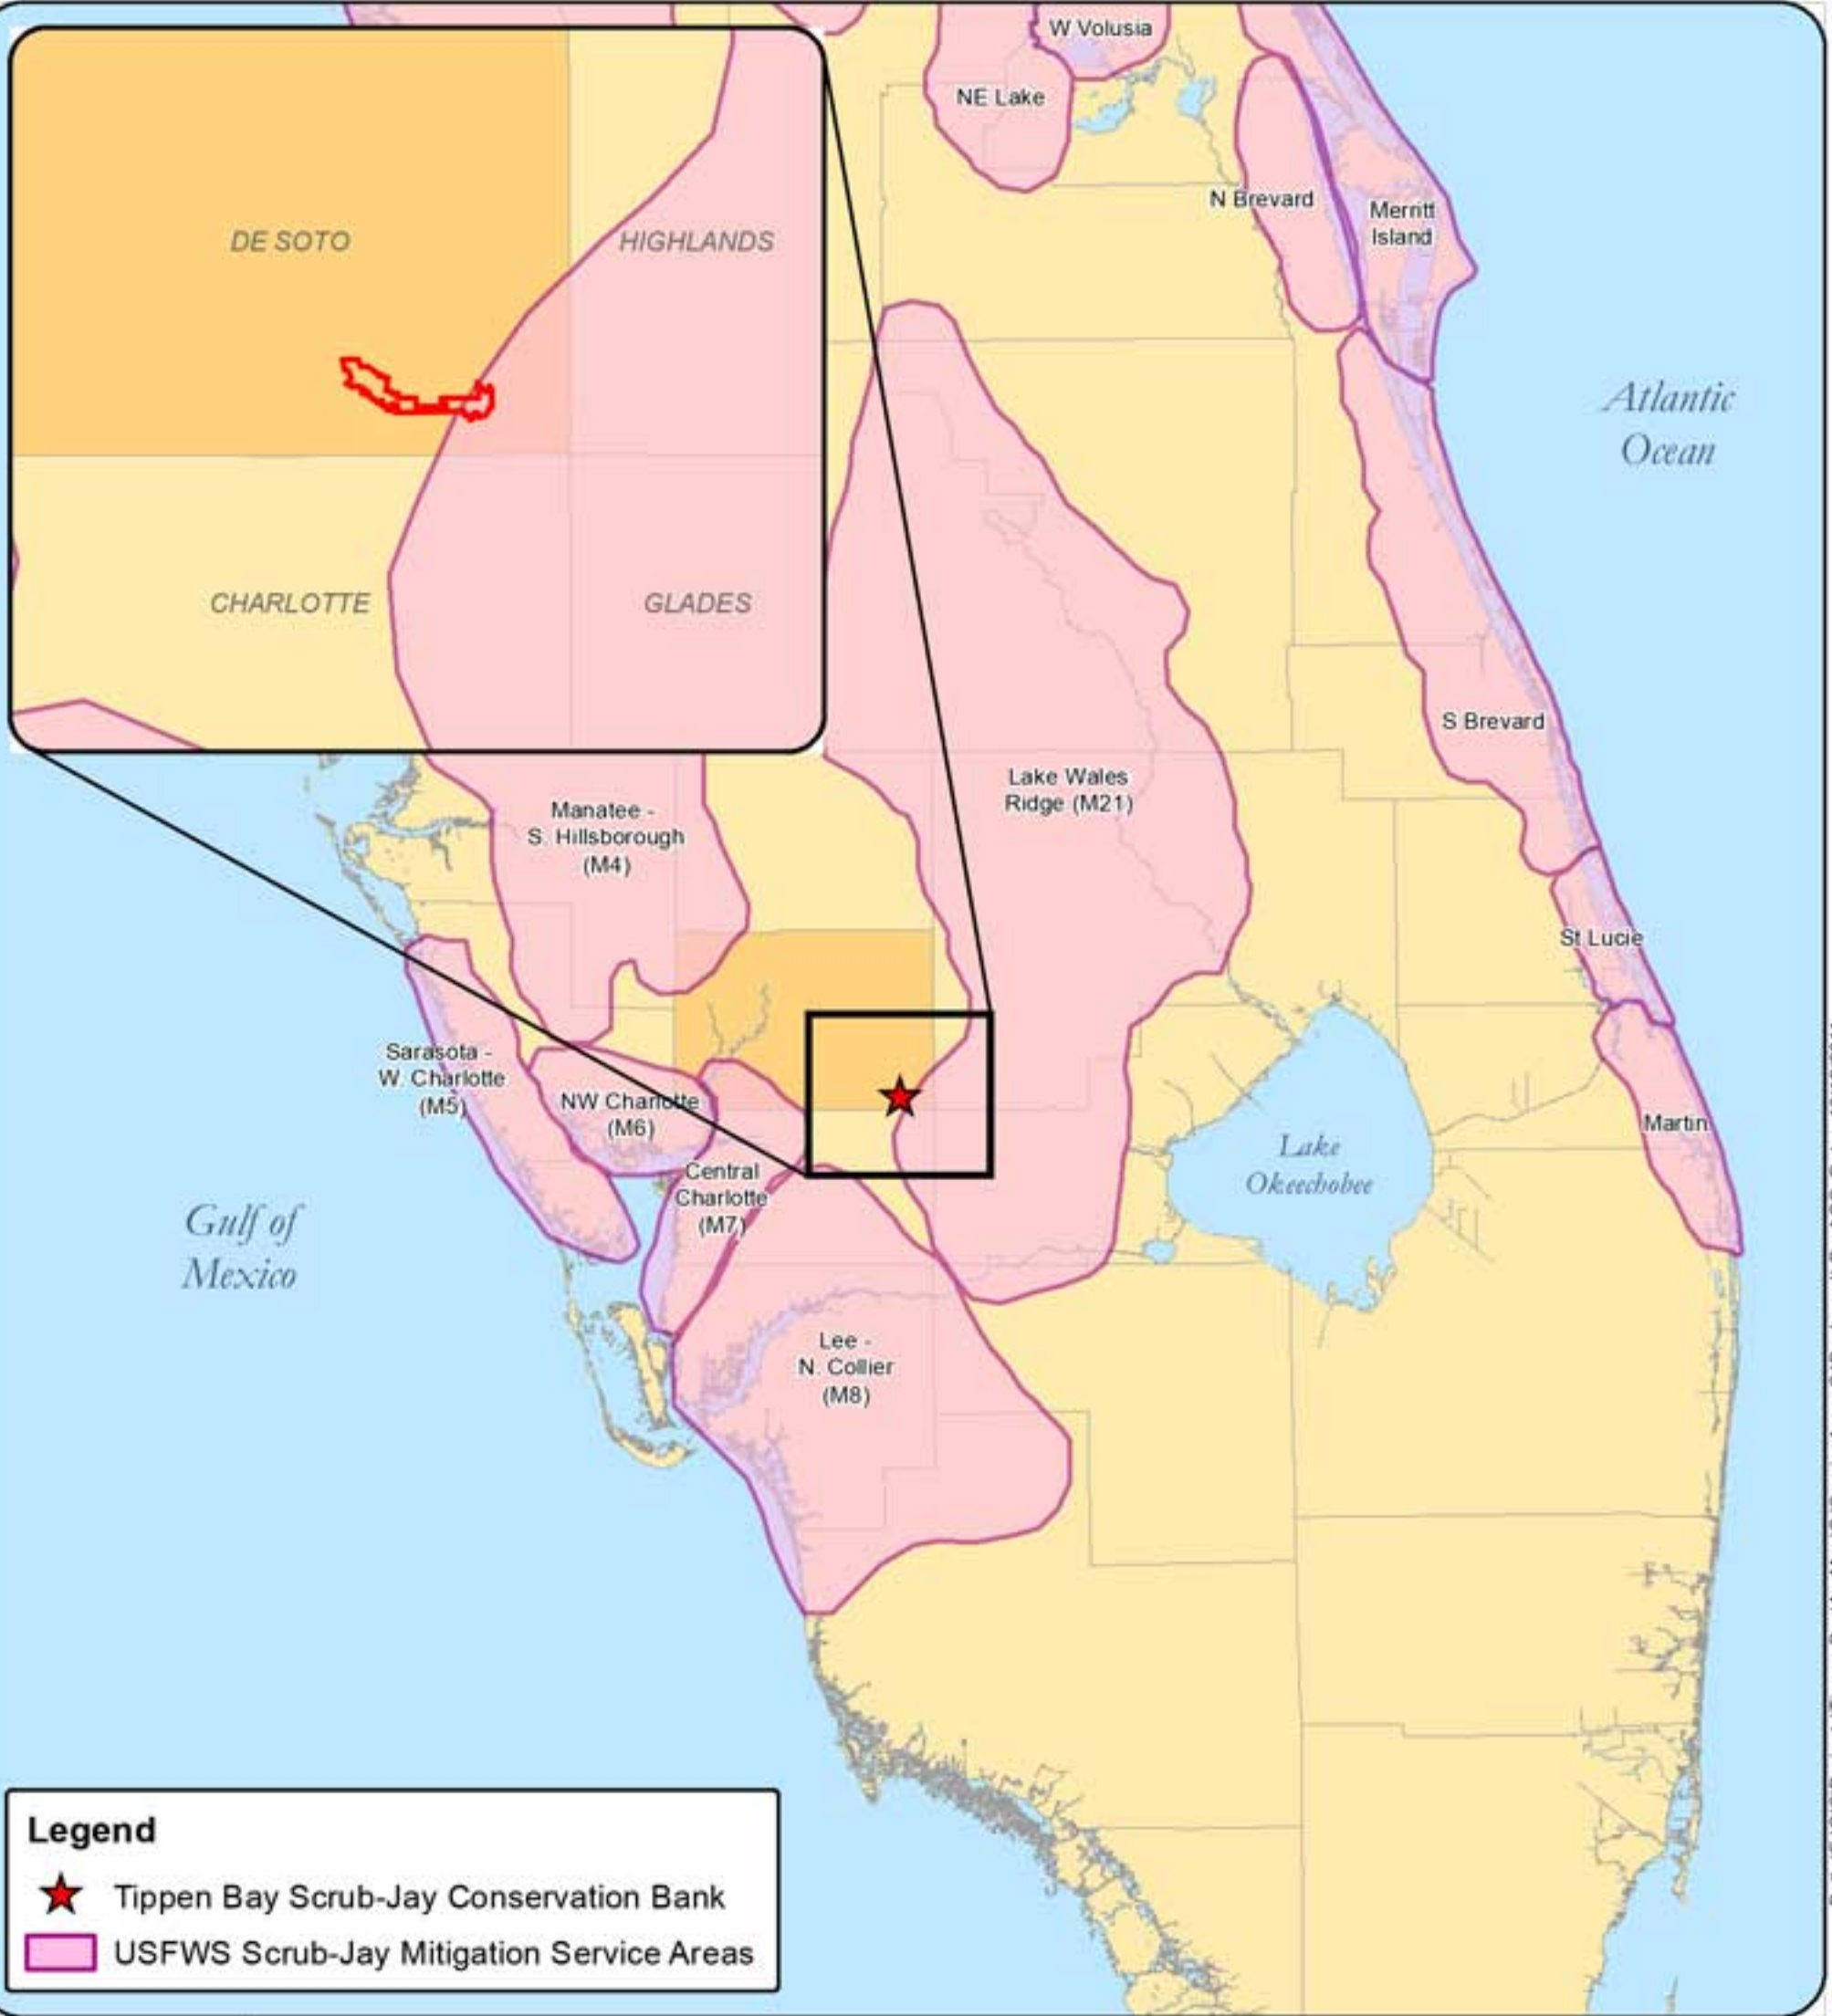 W Volusia
NE Lake
N Brevard
Merritt
Island
DE SOTO
HIGHLANDS
CHARLOTTE
GLADES
Atlantic
Ocean
S Brevard
Lake Wales
Ridge (M21)
Manatee -
S. Hillsborough
(M4)
St Lucie
Sarasota -
W. Charlotte
(M5)
NW Charlotte
(M6)
Central
Charlotte
(M7)
Martin
Lake
Okeechobee
Gulf of
Mexico
Lee -
N. Collier
(M8)
Legend
Tippen Bay Scrub-Jay Conservation Bank
USFWS Scrub-Jay Mitigation Service Areas